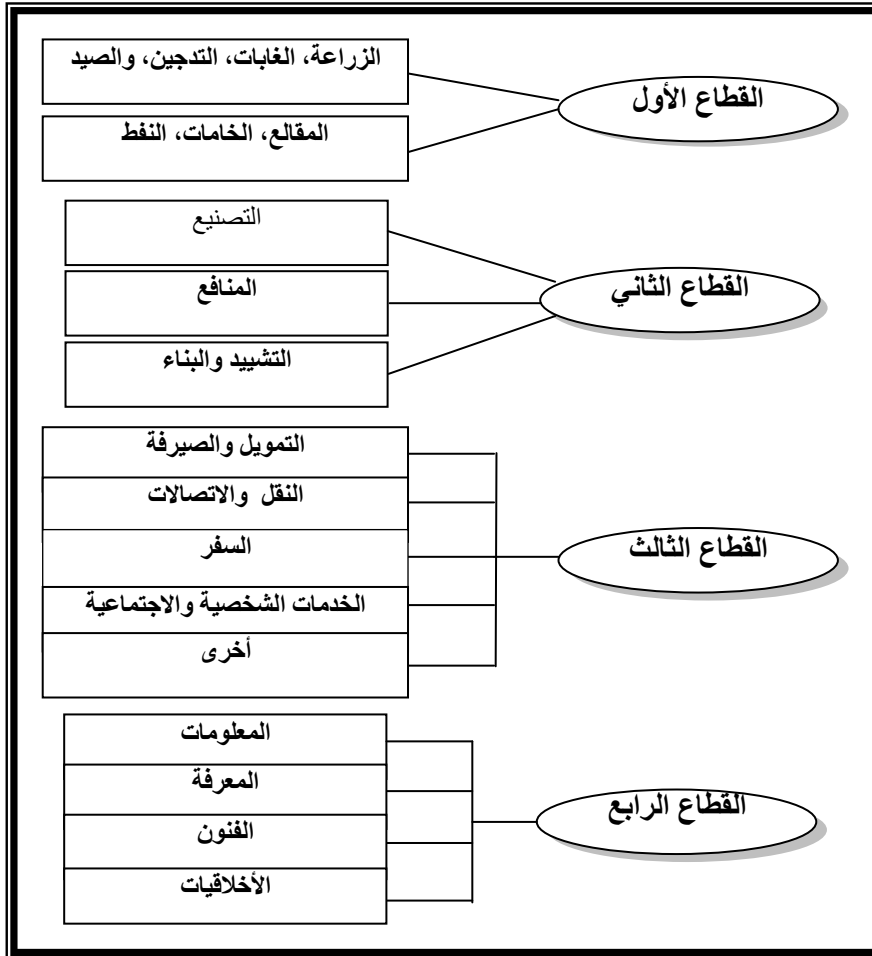 القطاع الأول
الزراعة، الغابات، التدجين، والصيد
المقالع، الخامات، النفط
القطاع الثاني
التصنيع
المنافع
التشييد والبناء
القطاع الثالث
التمويل والصيرفة
النقل والاتصالات
السفر
الخدمات الشخصية والاجتماعية
أخرى
القطاع الرابع
المعلومات
المعرفة
الفنون
الأخلاقيات